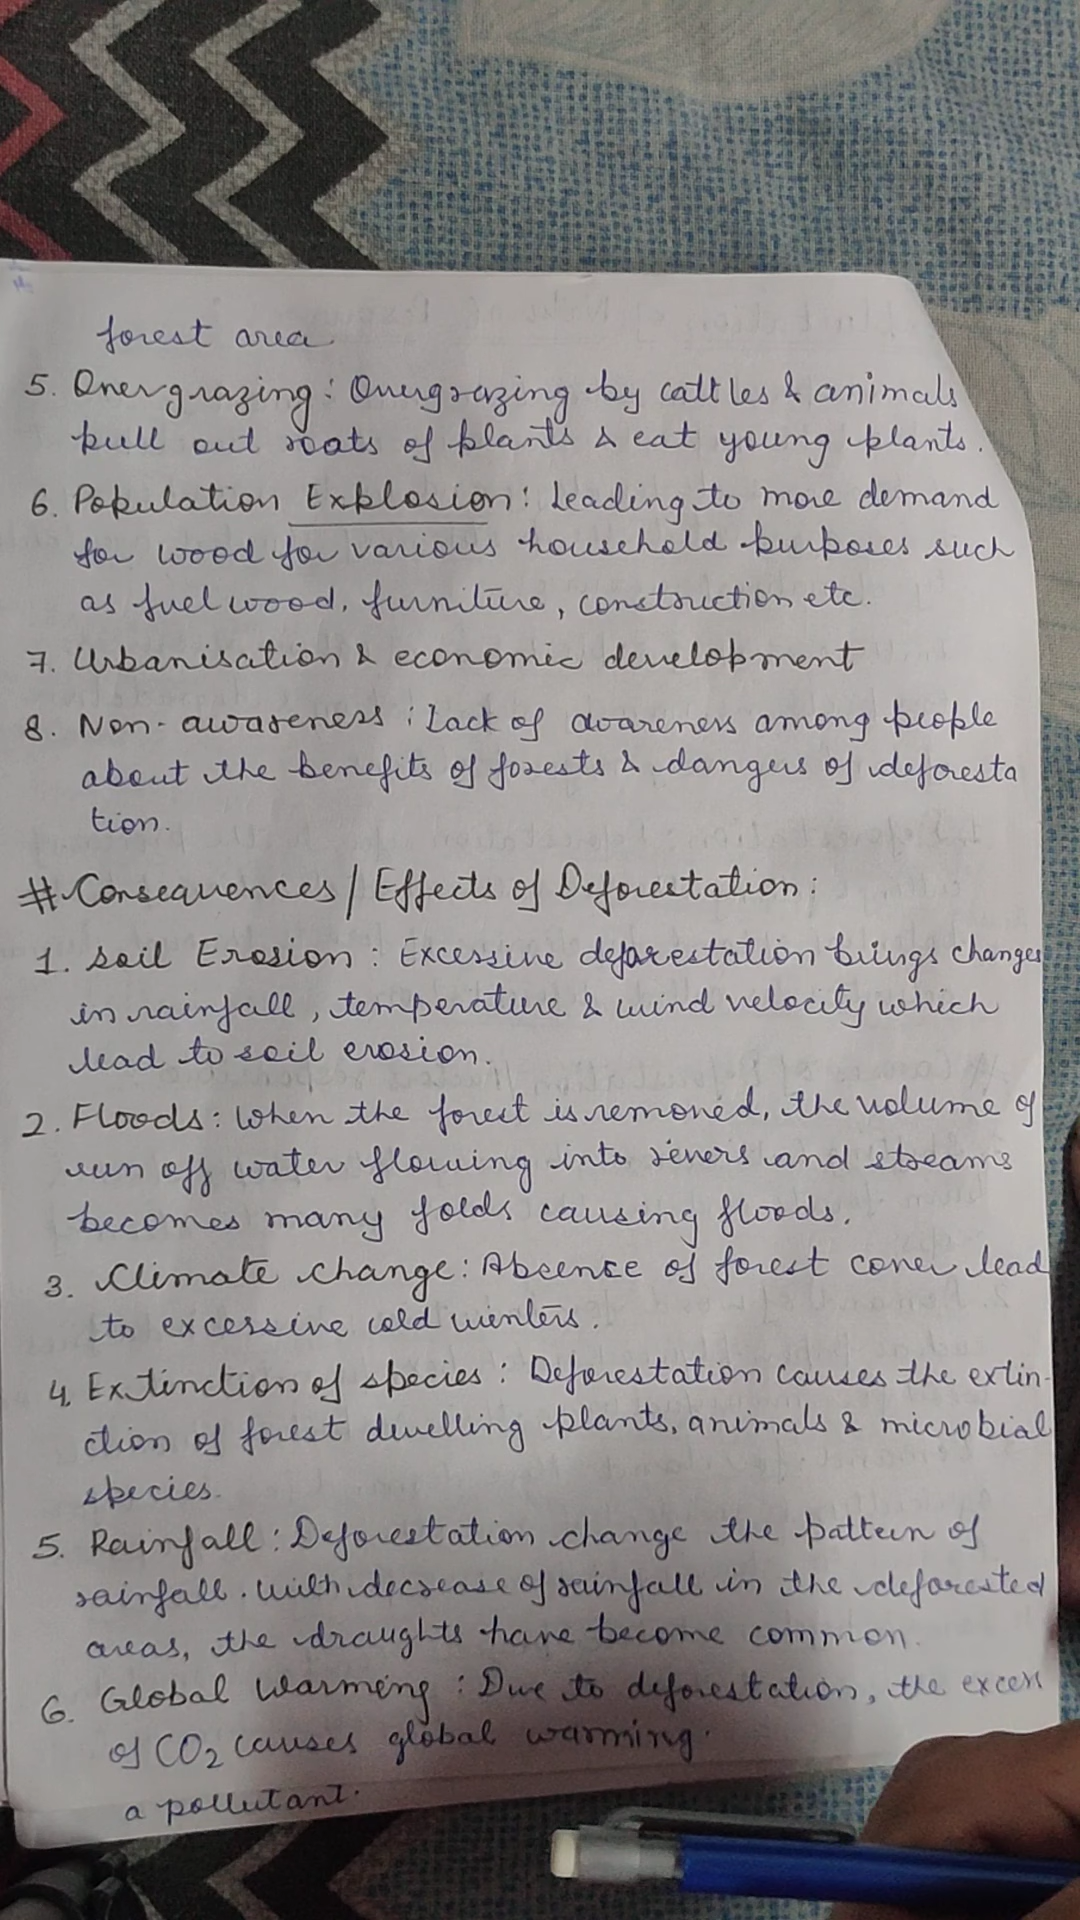 forest area
5. Overgrazing: Overgrazing by cattles & animals
pull out roots of plants & eat young plants.
6. Population Explosion: Leading to more demand
for wood for various household purposes such
as fuel wood, furniture, construction etc.
7. Urbanisation & economic development
8. Non-awareness: Lack of awareness among people
about the benefits of forests & dangers of deforesta
tion.
# Consequences / Effects of Deforestation:
1. Soil Erosion: Excessive deforestation brings changes
in rainfall, temperature & wind velocity which
lead to soil erosion.
2. Floods: When the forest is removed, the volume of
run off water flowing into rivers and streams
becomes many folds causing floods.
3. Climate change: Absence of forest cover lead
to excessive cold winters.
4. Extinction of species: Deforestation causes the extin-
ction of forest dwelling plants, animals & microbial
species.
5. Rainfall: Deforestation change the pattern of
rainfall. With decrease of rainfall in the deforested
areas, the draughts have become common.
6. Global Warming: Due to deforestation, the excess
of CO2 causes global warming.
a pollutant.